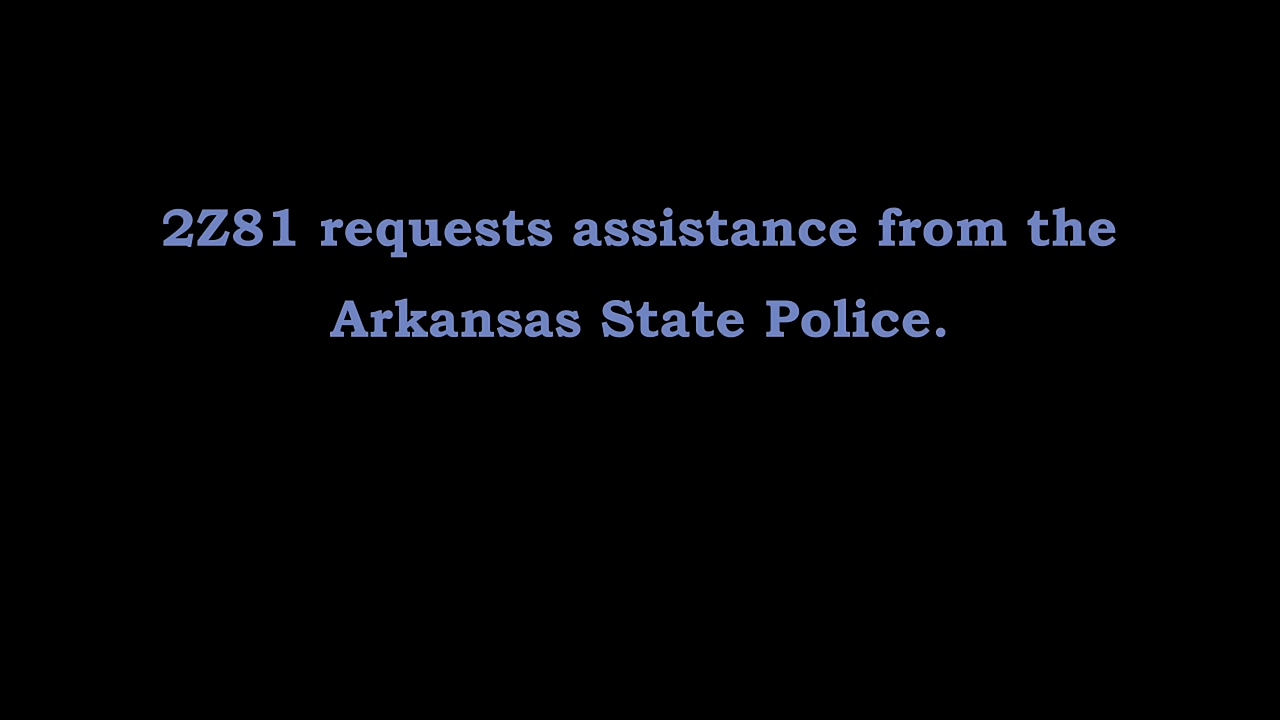 2Z81 requests assistance from the
Arkansas State Police.